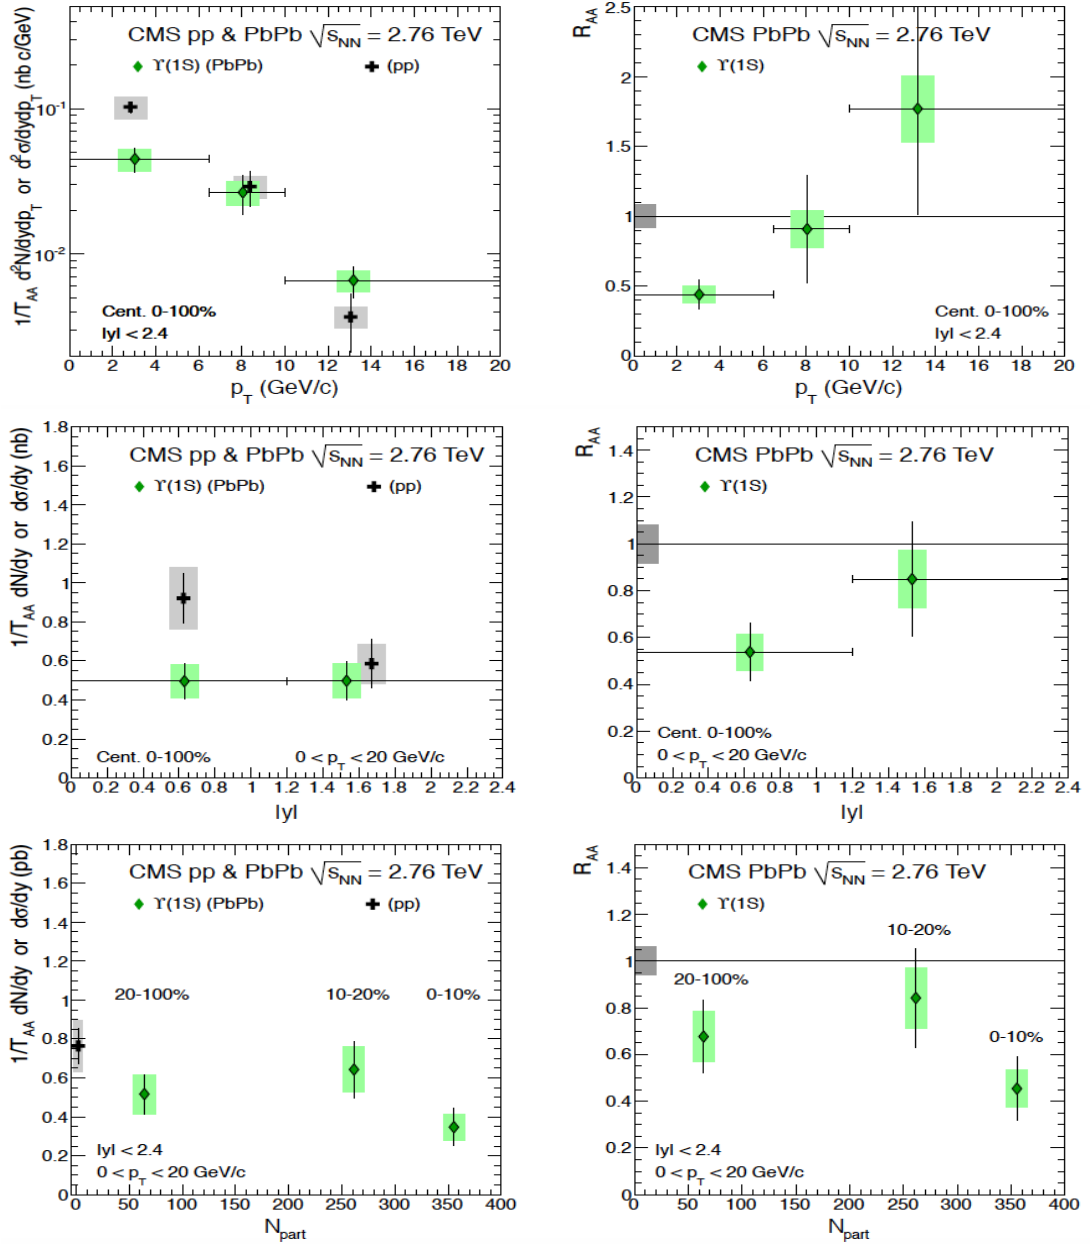 CMS pp & PbPb √sNN = 2.76 TeV
ϒ(1S) (PbPb)
(pp)
1/TAA d²N/dydpT or d²σ/dydpT (nb c/GeV)
10⁻¹
10⁻²
Cent. 0-100%
|y| < 2.4
0 2 4 6 8 10 12 14 16 18 20
pT (GeV/c)
CMS PbPb √sNN = 2.76 TeV
ϒ(1S)
RAA
2.5
2
1.5
1
0.5
0
Cent. 0-100%
|y| < 2.4
0 2 4 6 8 10 12 14 16 18 20
pT (GeV/c)
CMS pp & PbPb √sNN = 2.76 TeV
ϒ(1S) (PbPb)
(pp)
1/TAA dN/dy or dσ/dy (nb)
1.8
1.6
1.4
1.2
1
0.8
0.6
0.4
0.2
0
Cent. 0-100%
0 < pT < 20 GeV/c
0 0.2 0.4 0.6 0.8 1 1.2 1.4 1.6 1.8 2 2.2 2.4
|y|
CMS PbPb √sNN = 2.76 TeV
ϒ(1S)
RAA
1.4
1.2
1
0.8
0.6
0.4
0.2
0
Cent. 0-100%
0 < pT < 20 GeV/c
0 0.2 0.4 0.6 0.8 1 1.2 1.4 1.6 1.8 2 2.2 2.4
|y|
CMS pp & PbPb √sNN = 2.76 TeV
ϒ(1S) (PbPb)
(pp)
1/TAA dN/dy or dσ/dy (pb)
1.8
1.6
1.4
1.2
1
0.8
0.6
0.4
0.2
0
20-100%
10-20%
0-10%
|y| < 2.4
0 < pT < 20 GeV/c
0 50 100 150 200 250 300 350 400
Npart
CMS PbPb √sNN = 2.76 TeV
ϒ(1S)
RAA
1.4
1.2
1
0.8
0.6
0.4
0.2
0
10-20%
20-100%
0-10%
|y| < 2.4
0 < pT < 20 GeV/c
0 50 100 150 200 250 300 350 400
Npart